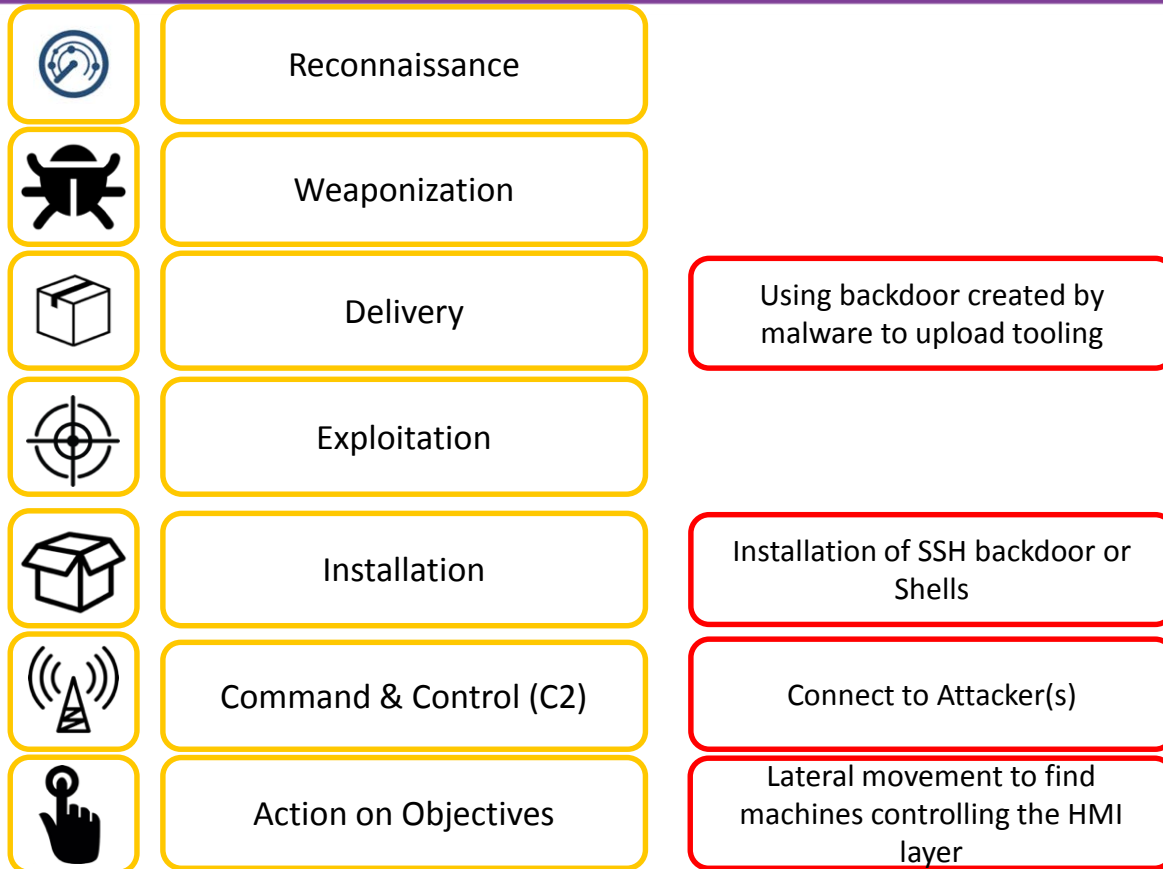 Reconnaissance
Weaponization
Delivery
Using backdoor created by
malware to upload tooling
Exploitation
Installation
Installation of SSH backdoor or
Shells
Command & Control (C2)
Connect to Attacker(s)
Action on Objectives
Lateral movement to find
machines controlling the HMI
layer